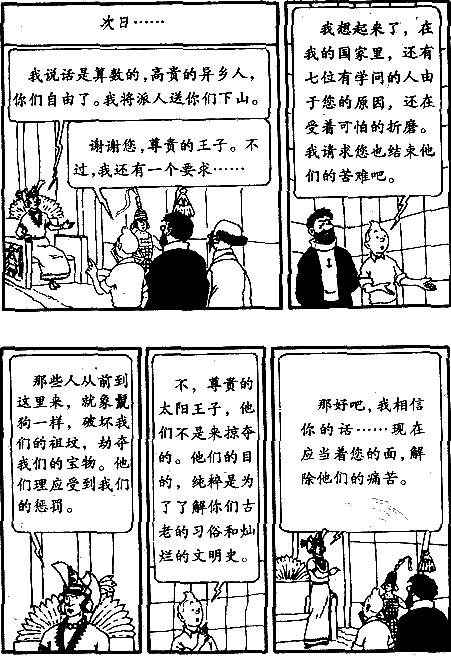 次日……
我说话是算数的,高贵的异乡人,
你们自由了。我将派人送你们下山。
谢谢您,尊贵的王子。不
过,我还有一个要求……
我想起来了,在
我的国家里,还有
七位有学问的人由
于您的原因,还在
受着可怕的折磨。
我请求您也结束他
们的苦难吧。
那些人从前到
这里来,就象鬣
狗一样,破坏我
们的祖坟,劫夺
我们的宝物。他
们理应受到我们
的惩罚。
不,尊贵的
太阳王子,他
们不是来掠夺
的。他们的目
的,纯粹是为
了了解你们古
老的习俗和灿
烂的文明史。
那好吧,我相信
你的话……现在
应当着您的面,解
除他们的痛苦。